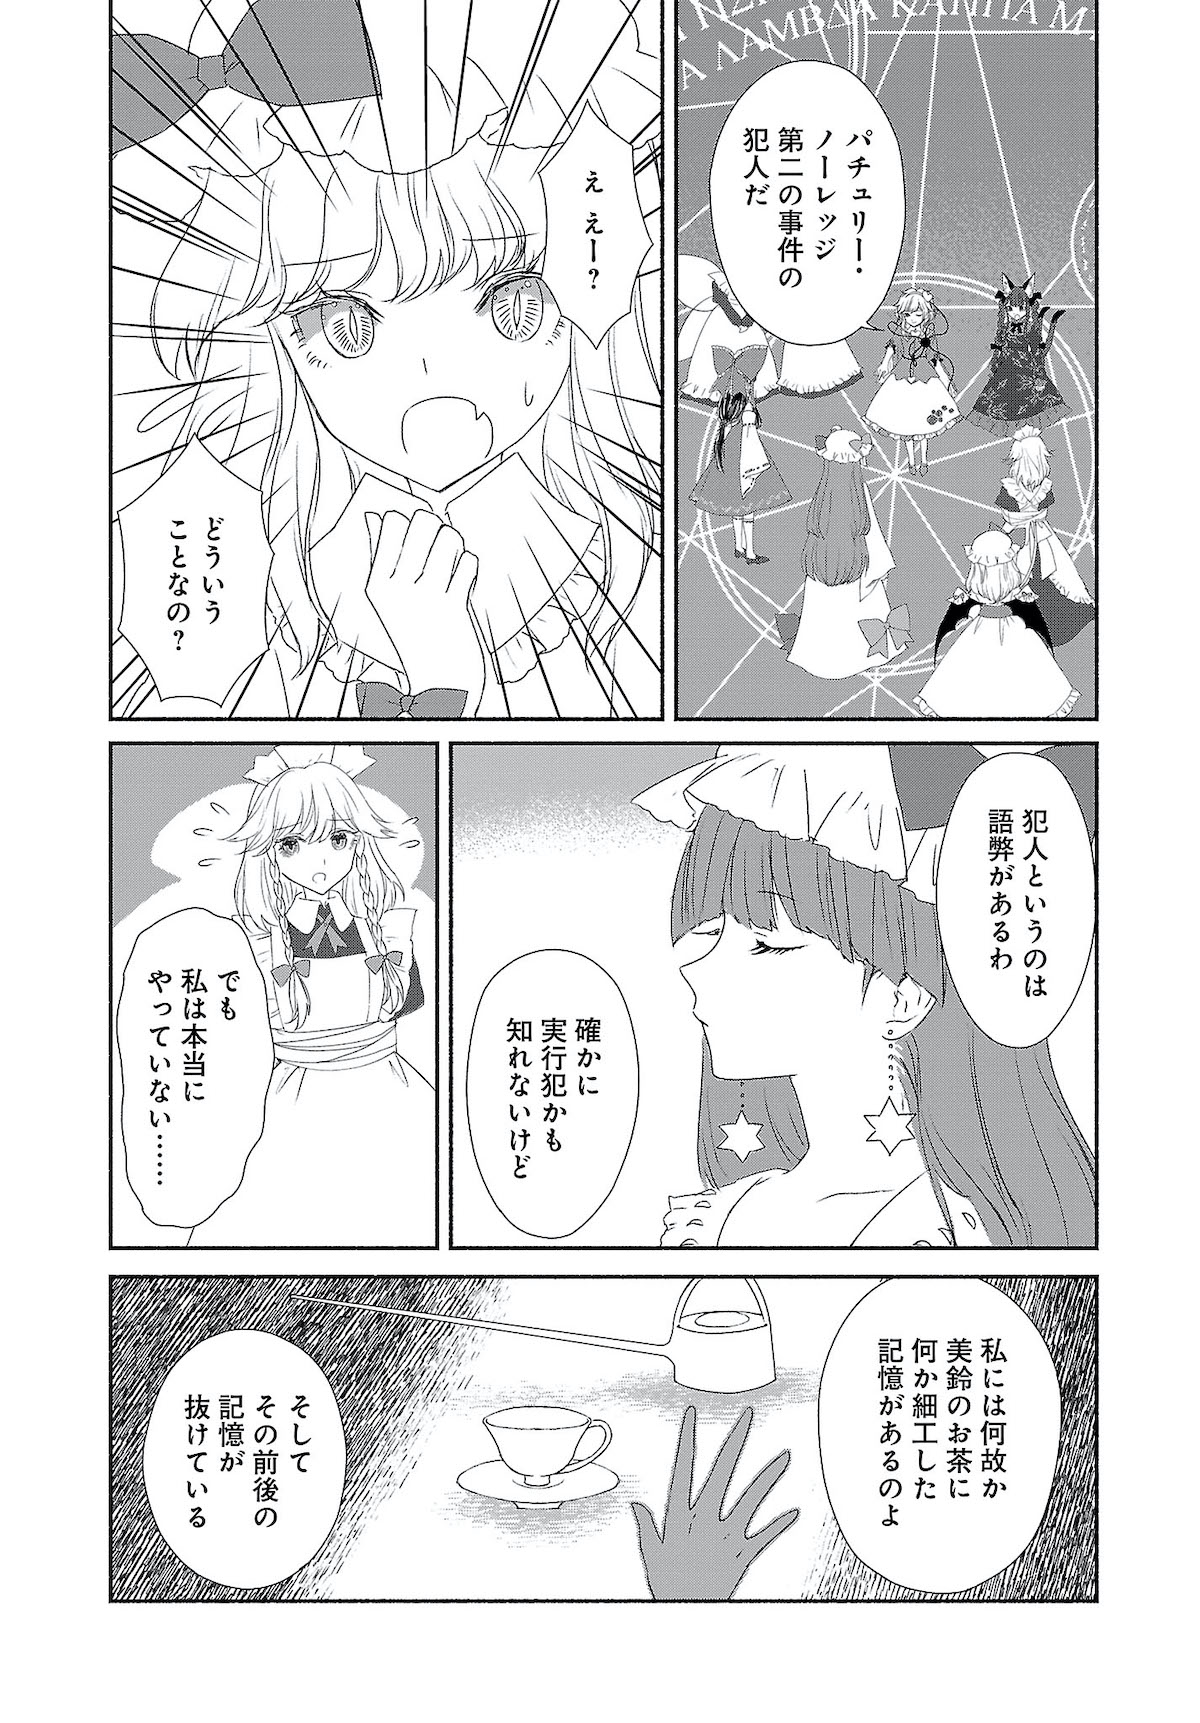 パチュリー・
ノーレッジ
第二の事件の
犯人だ
え えー?
どういう
ことなの?
犯人というのは
語弊があるわ
確かに
実行犯かも
知れないけど
でも
私は本当に
やっていない……
私には何故か
美鈴のお茶に
何か細工した
記憶があるのよ
そして
その前後の
記憶が
抜けている